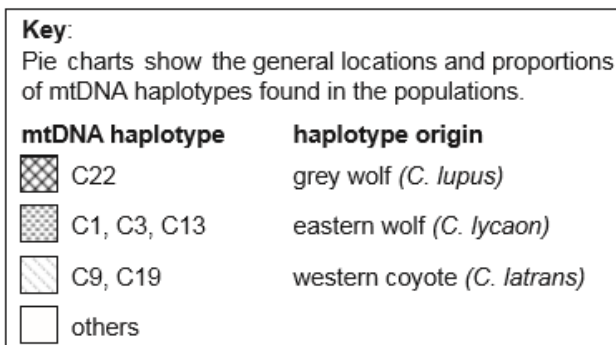 Key:
Pie charts show the general locations and proportions
of mtDNA haplotypes found in the populations.
mtDNA haplotype haplotype origin
C22 grey wolf (C. lupus)
C1, C3, C13 eastern wolf (C. lycaon)
C9, C19 western coyote (C. latrans)
others